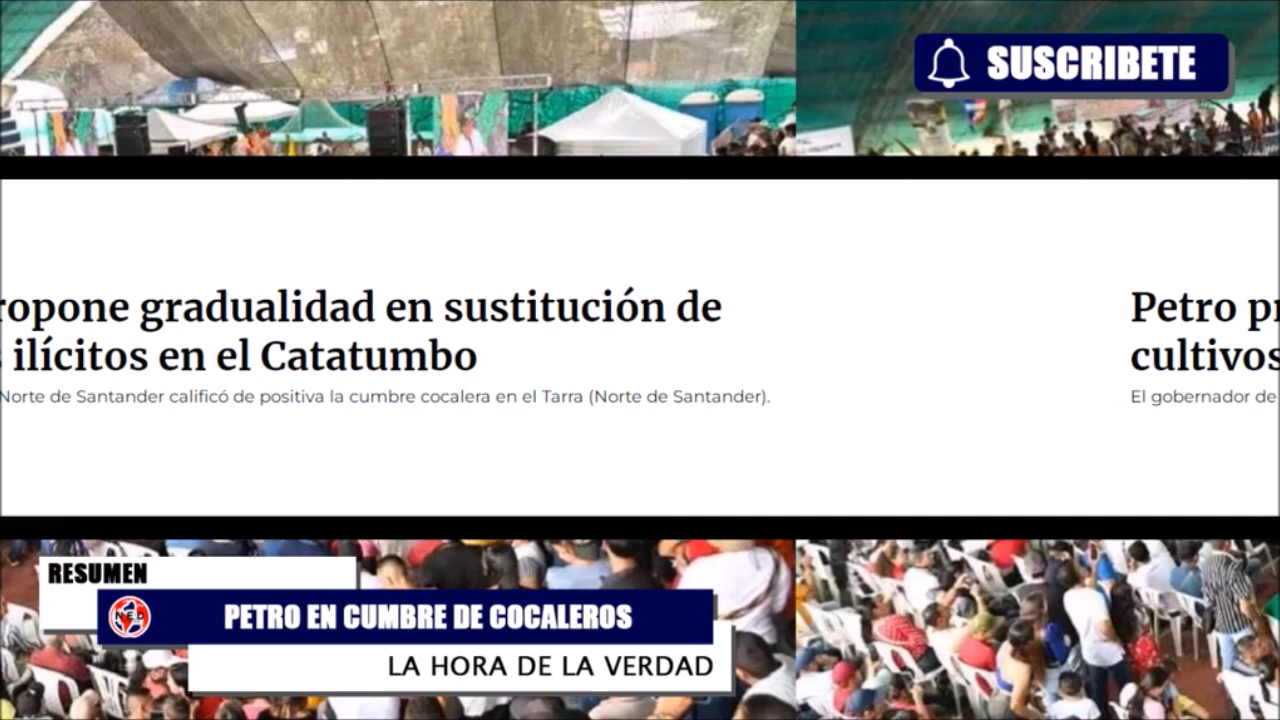 SUSCRIBETE
ropone gradualidad en sustitución de
ilícitos en el Catatumbo
Norte de Santander calificó de positiva la cumbre cocalera en el Tarra (Norte de Santander).
Petro pr
cultivos
El gobernador de
RESUMEN
PETRO EN CUMBRE DE COCALEROS
LA HORA DE LA VERDAD